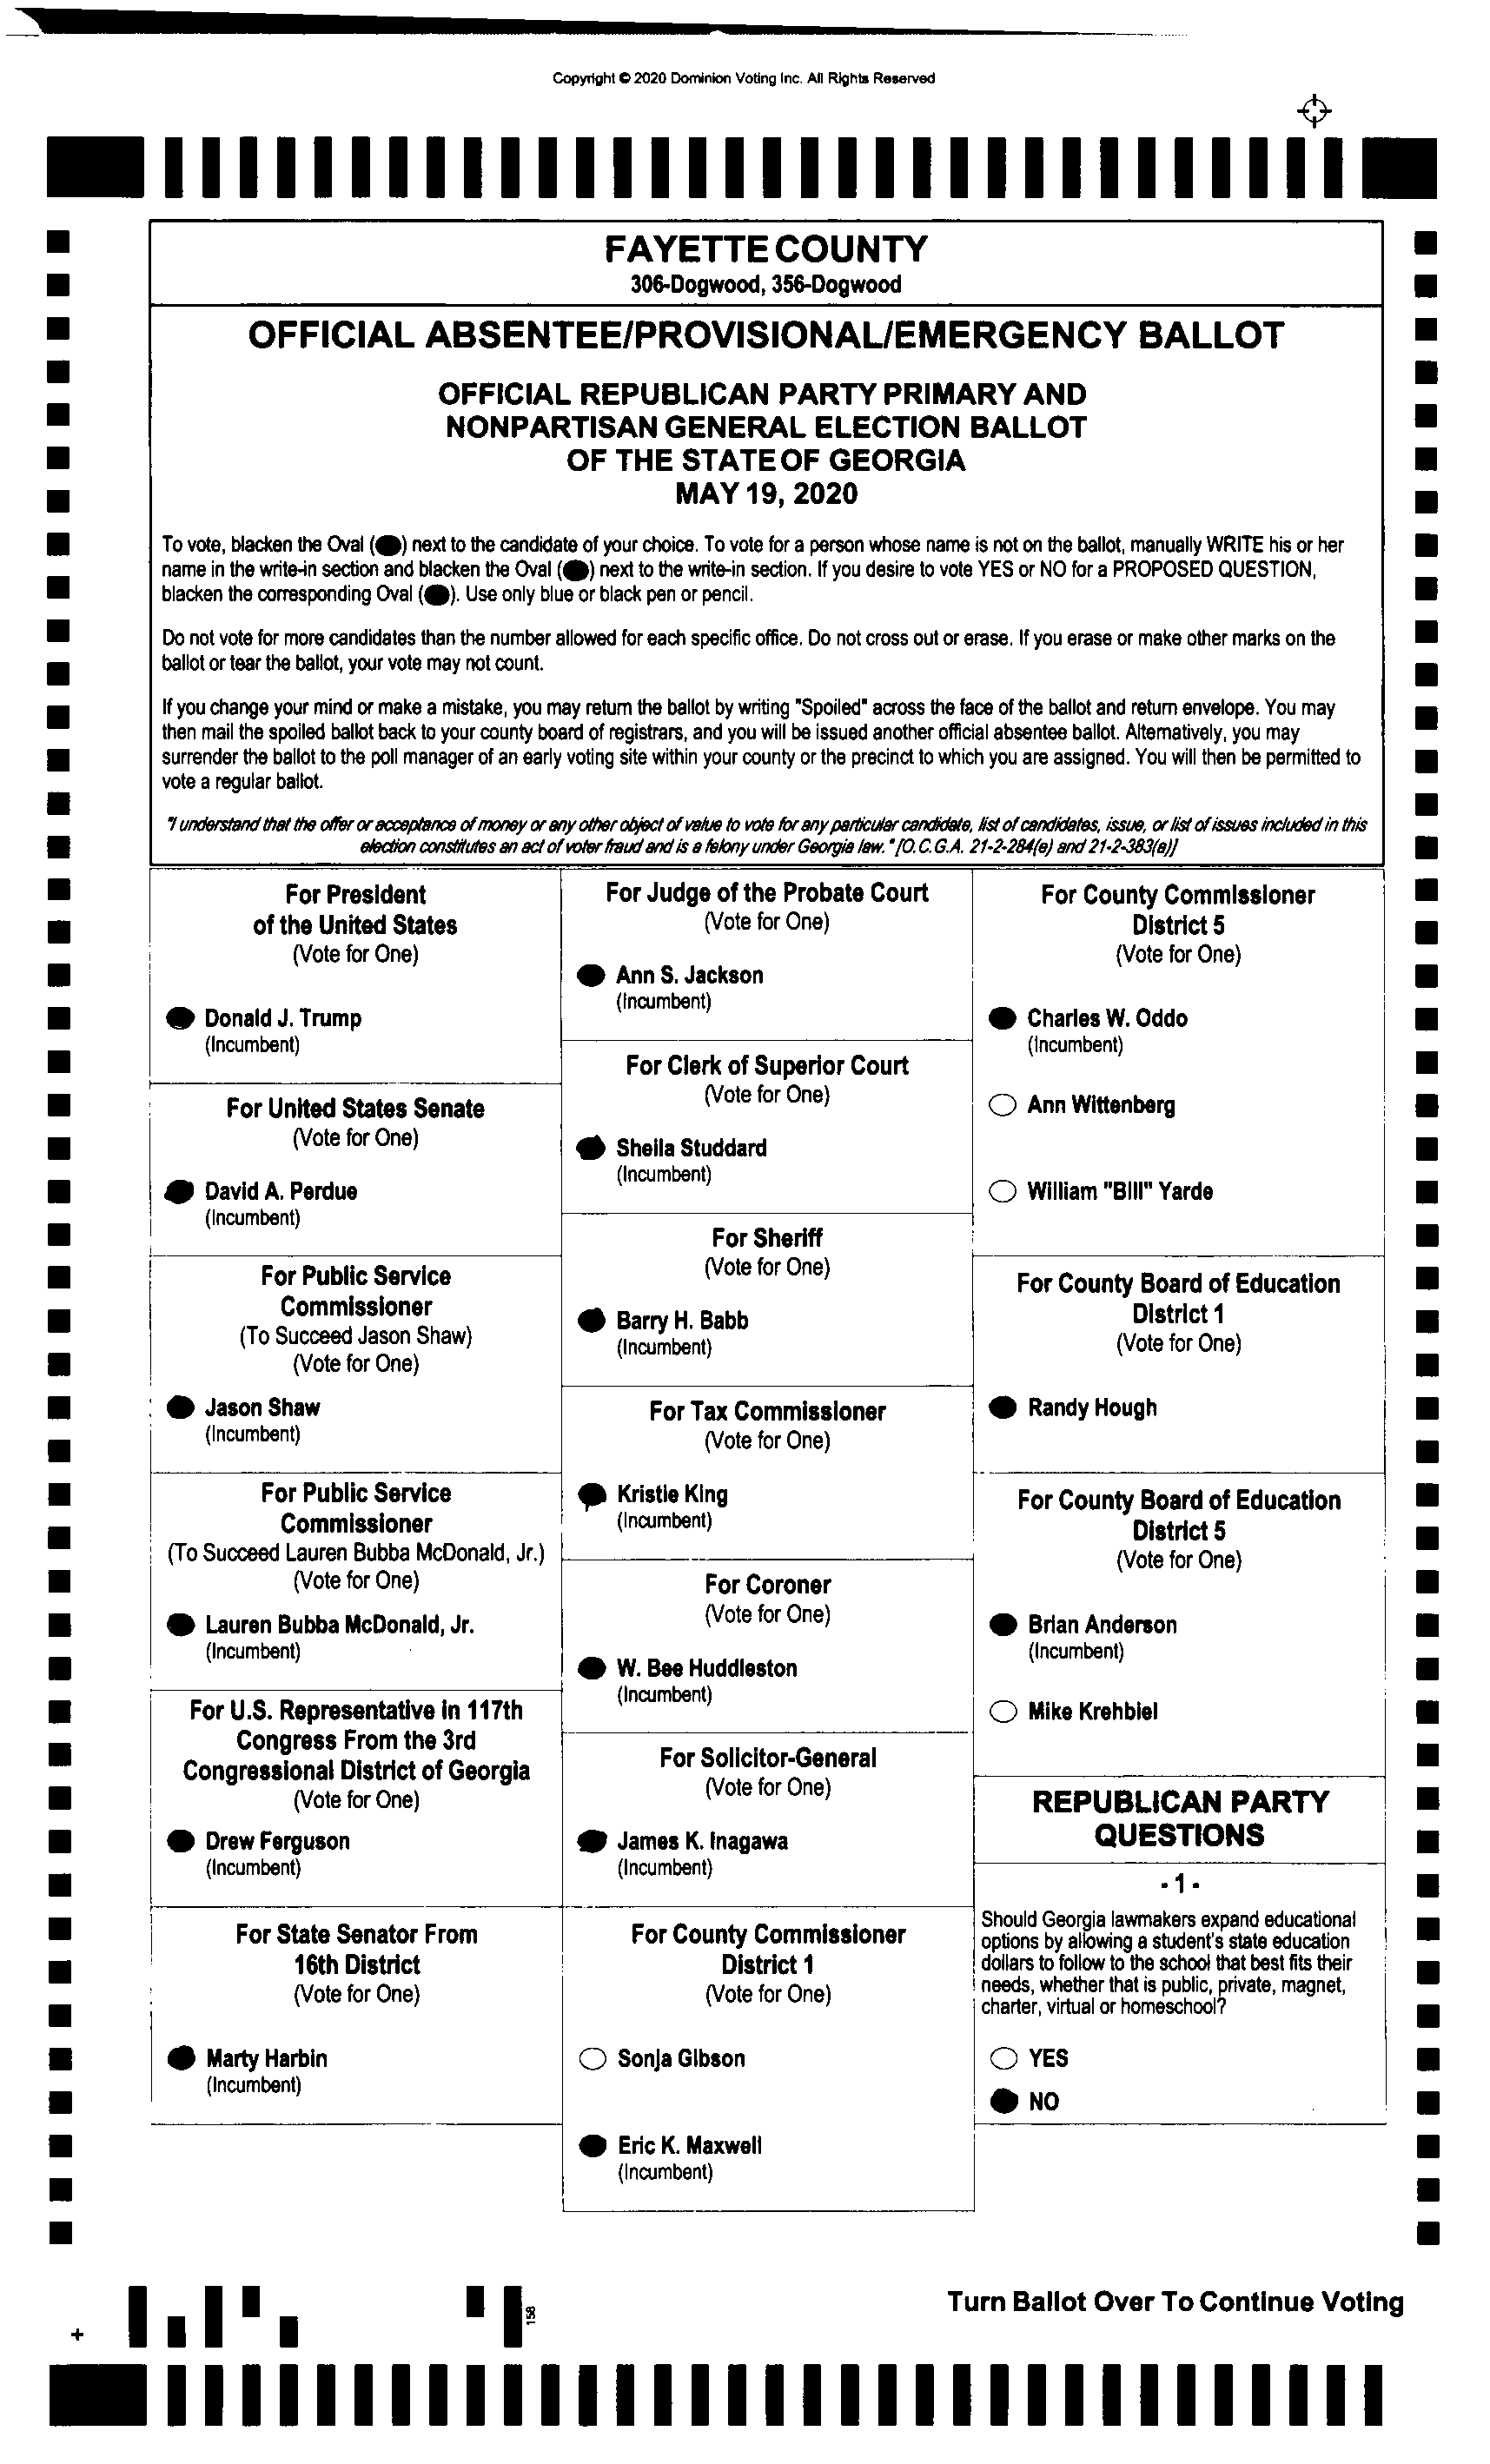 Copyright © 2020 Dominion Voting Inc. All Rights Reserved
FAYETTE COUNTY
306-Dogwood, 356-Dogwood
OFFICIAL ABSENTEE/PROVISIONAL/EMERGENCY BALLOT
OFFICIAL REPUBLICAN PARTY PRIMARY AND
NONPARTISAN GENERAL ELECTION BALLOT
OF THE STATE OF GEORGIA
MAY 19, 2020
To vote, blacken the Oval (⬬) next to the candidate of your choice. To vote for a person whose name is not on the ballot, manually WRITE his or her
name in the write-in section and blacken the Oval (⬬) next to the write-in section. If you desire to vote YES or NO for a PROPOSED QUESTION,
blacken the corresponding Oval (⬬). Use only blue or black pen or pencil.
Do not vote for more candidates than the number allowed for each specific office. Do not cross out or erase. If you erase or make other marks on the
ballot or tear the ballot, your vote may not count.
If you change your mind or make a mistake, you may return the ballot by writing "Spoiled" across the face of the ballot and return envelope. You may
then mail the spoiled ballot back to your county board of registrars, and you will be issued another official absentee ballot. Alternatively, you may
surrender the ballot to the poll manager of an early voting site within your county or the precinct to which you are assigned. You will then be permitted to
vote a regular ballot.
"I understand that the offer or acceptance of money or any other object of value to vote for any particular candidate, list of candidates, issue, or list of issues included in this
election constitutes an act of voter fraud and is a felony under Georgia law." [O.C.G.A. 21-2-284(e) and 21-2-383(a)]
For President
of the United States
(Vote for One)
Donald J. Trump
(Incumbent)
For United States Senate
(Vote for One)
David A. Perdue
(Incumbent)
For Public Service
Commissioner
(To Succeed Jason Shaw)
(Vote for One)
Jason Shaw
(Incumbent)
For Public Service
Commissioner
(To Succeed Lauren Bubba McDonald, Jr.)
(Vote for One)
Lauren Bubba McDonald, Jr.
(Incumbent)
For U.S. Representative in 117th
Congress From the 3rd
Congressional District of Georgia
(Vote for One)
Drew Ferguson
(Incumbent)
For State Senator From
16th District
(Vote for One)
Marty Harbin
(Incumbent)
For Judge of the Probate Court
(Vote for One)
Ann S. Jackson
(Incumbent)
For Clerk of Superior Court
(Vote for One)
Sheila Studdard
(Incumbent)
For Sheriff
(Vote for One)
Barry H. Babb
(Incumbent)
For Tax Commissioner
(Vote for One)
Kristie King
(Incumbent)
For Coroner
(Vote for One)
W. Bee Huddleston
(Incumbent)
For Solicitor-General
(Vote for One)
James K. Inagawa
(Incumbent)
For County Commissioner
District 1
(Vote for One)
Sonja Gibson
Eric K. Maxwell
(Incumbent)
For County Commissioner
District 5
(Vote for One)
Charles W. Oddo
(Incumbent)
Ann Wittenberg
William "Bill" Yarde
For County Board of Education
District 1
(Vote for One)
Randy Hough
For County Board of Education
District 5
(Vote for One)
Brian Anderson
(Incumbent)
Mike Krehbiel
REPUBLICAN PARTY
QUESTIONS
- 1 -
Should Georgia lawmakers expand educational
options by allowing a student's state education
dollars to follow to the school that best fits their
needs, whether that is public, private, magnet,
charter, virtual or homeschool?
YES
NO
158
Turn Ballot Over To Continue Voting